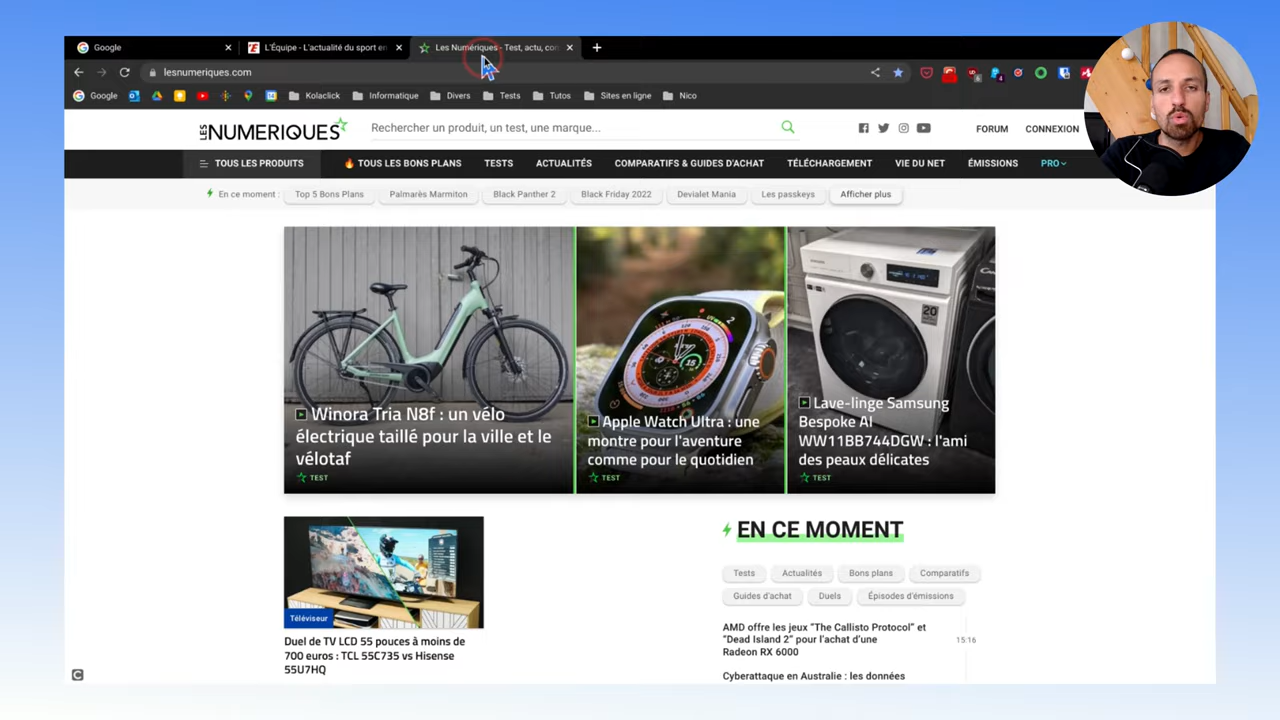 Google
L'Équipe - L'actualité du sport en
Les Numériques - Test, actu, con
lesnumeriques.com
Google
Kolaclick
Informatique
Divers
Tests
Tutos
Sites en ligne
Nico
LES NUMERIQUES
Rechercher un produit, un test, une marque...
FORUM
CONNEXION
TOUS LES PRODUITS
TOUS LES BONS PLANS
TESTS
ACTUALITÉS
COMPARATIFS & GUIDES D'ACHAT
TÉLÉCHARGEMENT
VIE DU NET
ÉMISSIONS
PRO
En ce moment :
Top 5 Bons Plans
Palmarès Marmiton
Black Panther 2
Black Friday 2022
Devialet Mania
Les passkeys
Afficher plus
Winora Tria N8f : un vélo
électrique taillé pour la ville et le
vélotaf
TEST
Apple Watch Ultra : une
montre pour l'aventure
comme pour le quotidien
TEST
Lave-linge Samsung
Bespoke AI
WW11BB744DGW : l'ami
des peaux délicates
TEST
Téléviseur
Duel de TV LCD 55 pouces à moins de
700 euros : TCL 55C735 vs Hisense
55U7HQ
EN CE MOMENT
Tests
Actualités
Bons plans
Comparatifs
Guides d'achat
Duels
Épisodes d'émissions
AMD offre les jeux “The Callisto Protocol” et
“Dead Island 2” pour l'achat d'une
Radeon RX 6000
15:16
Cyberattaque en Australie : les données